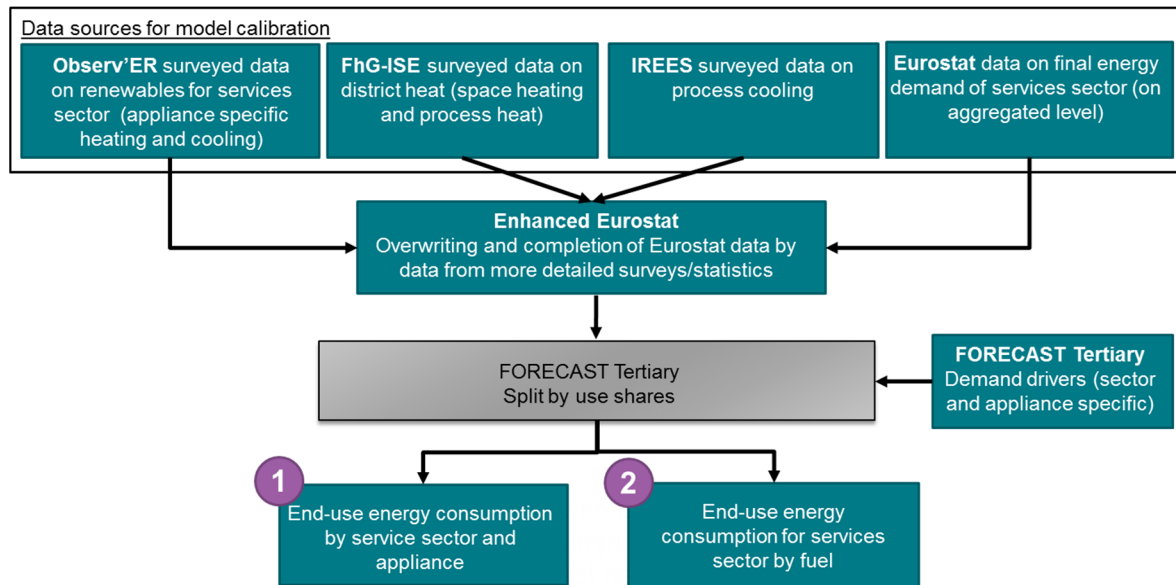 Data sources for model calibration
Observ’ER surveyed data
on renewables for services
sector (appliance specific
heating and cooling)
FhG-ISE surveyed data on
district heat (space heating
and process heat)
IREES surveyed data on
process cooling
Eurostat data on final energy
demand of services sector (on
aggregated level)
Enhanced Eurostat
Overwriting and completion of Eurostat data by
data from more detailed surveys/statistics
FORECAST Tertiary
Split by use shares
FORECAST Tertiary
Demand drivers (sector
and appliance specific)
1
End-use energy consumption
by service sector and
appliance
2
End-use energy
consumption for services
sector by fuel